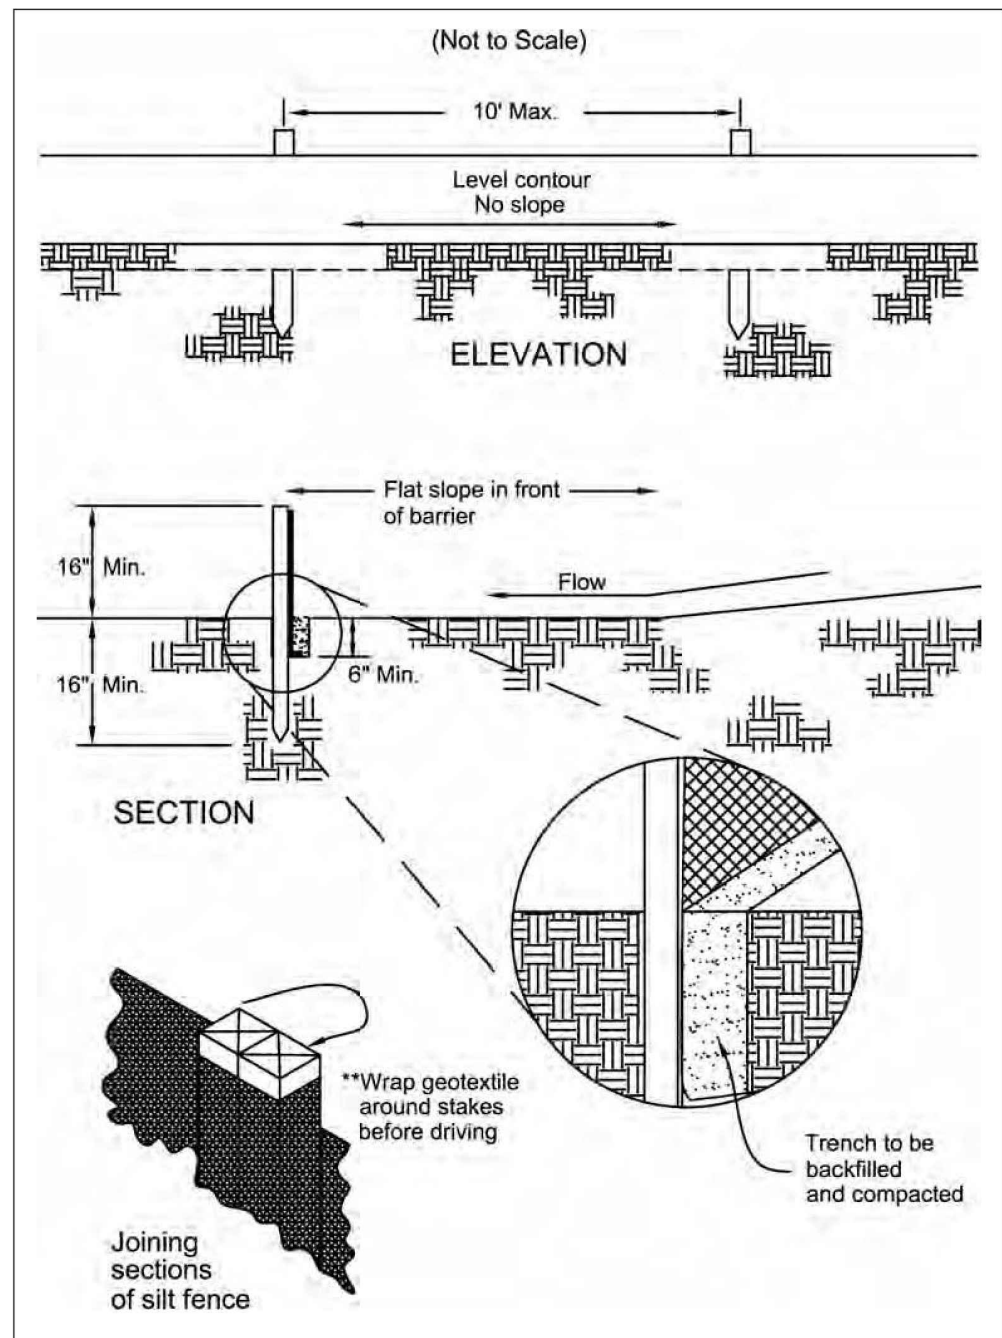 (Not to Scale)
10' Max.
Level contour
No slope
ELEVATION
Flat slope in front
of barrier
16" Min.
Flow
16" Min.
6" Min.
SECTION
**Wrap geotextile
around stakes
before driving
Trench to be
backfilled
and compacted
Joining
sections
of silt fence